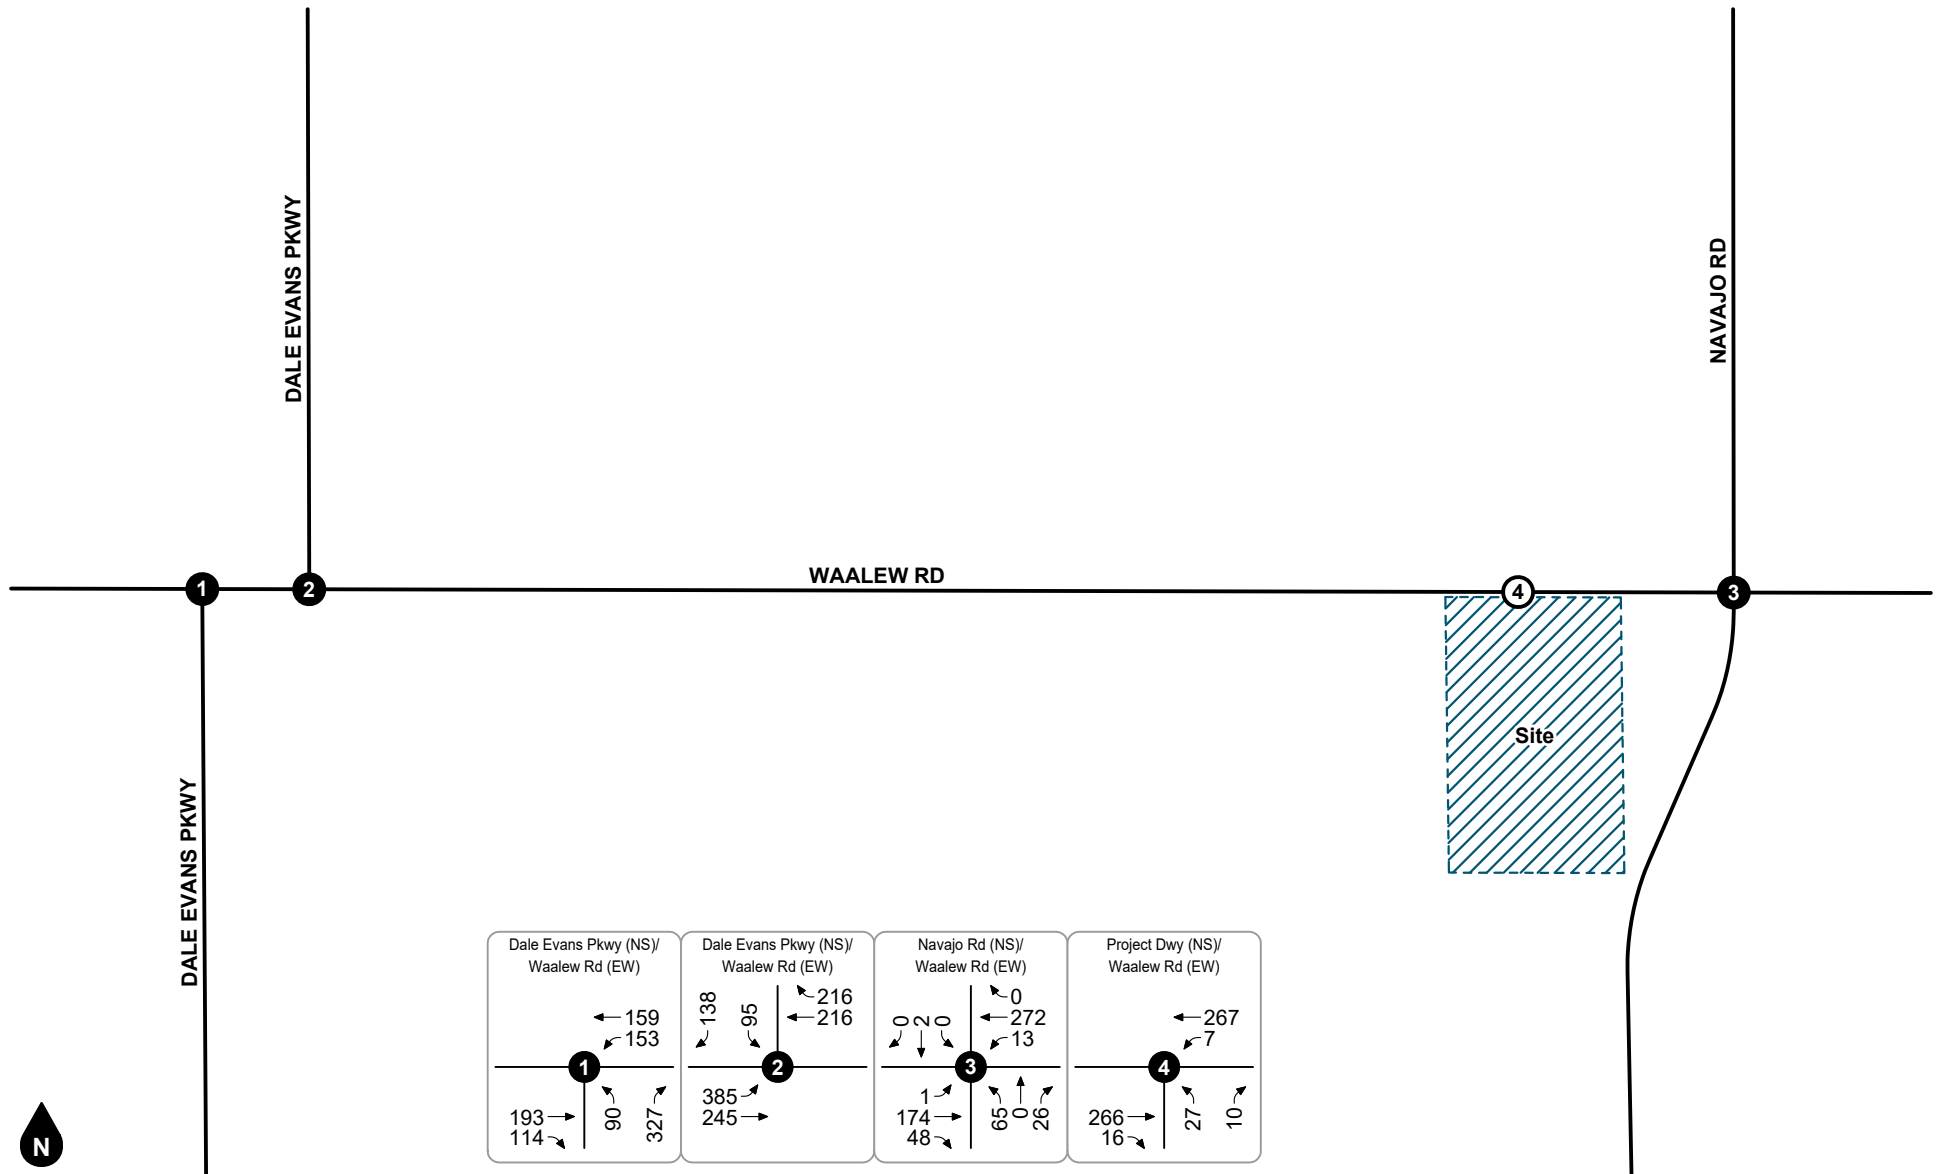 DALE EVANS PKWY
NAVAJO RD
WAALEW RD
1
2
4
3
Site
DALE EVANS PKWY
Dale Evans Pkwy (NS)/
Waalew Rd (EW)
159
153
1
193
114
90
327
Dale Evans Pkwy (NS)/
Waalew Rd (EW)
138
95
216
216
2
385
245
Navajo Rd (NS)/
Waalew Rd (EW)
0
2
0
0
272
13
3
1
174
48
65
0
26
Project Dwy (NS)/
Waalew Rd (EW)
267
7
4
266
16
27
10
N